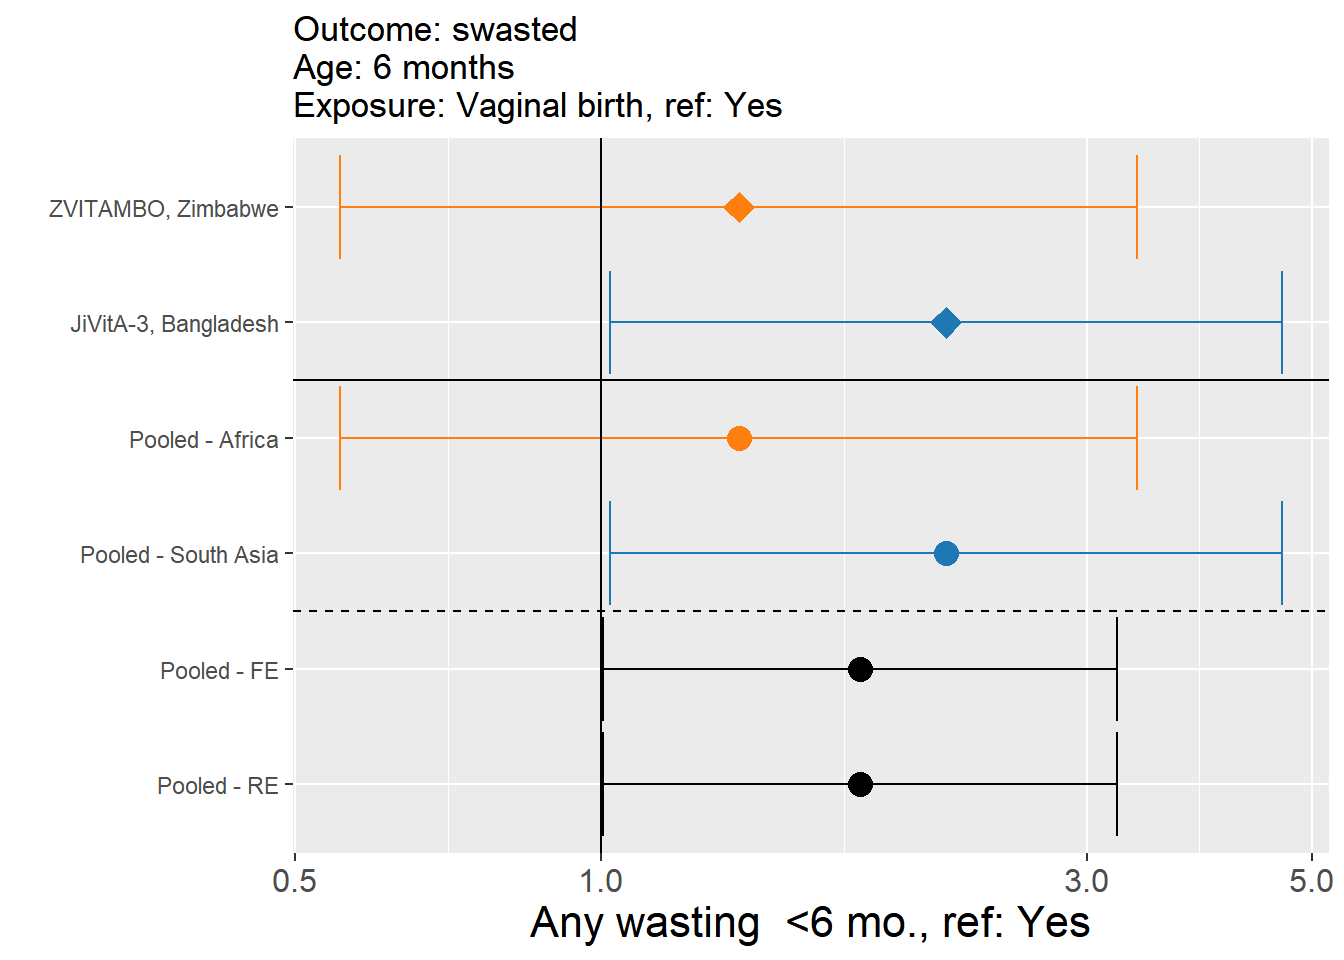 Outcome: swasted
Age: 6 months
Exposure: Vaginal birth, ref: Yes
ZVITAMBO, Zimbabwe
JiVitA-3, Bangladesh
Pooled - Africa
Pooled - South Asia
Pooled - FE
Pooled - RE
0.5 1.0 3.0 5.0
Any wasting  <6 mo., ref: Yes